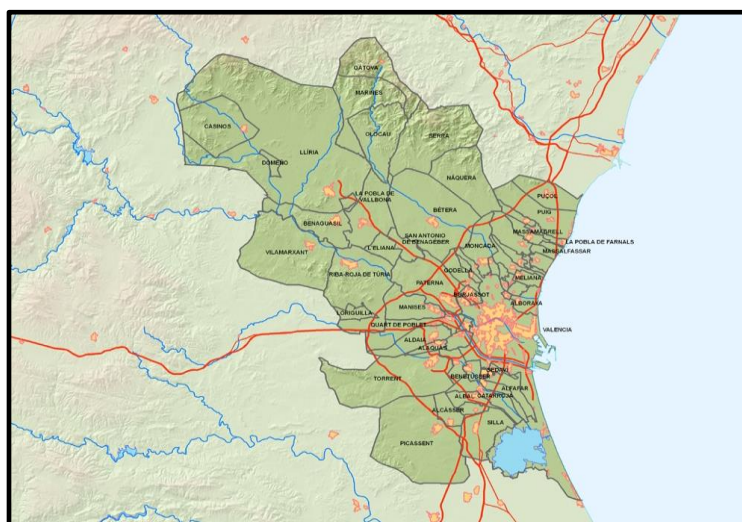 GÁTOVA
MARINES
CASINOS
OLOCAU
SERRA
LLÍRIA
DOMEÑO
NÀQUERA
LA POBLA DE
VALLBONA
BÉTERA
PUÇOL
PUIG
BENAGUASIL
SAN ANTONIO
DE BENAGÉBER
MASSAMAGRELL
LA POBLA DE FARNALS
MONCADA
MASSALFASSAR
L'ELIANA
VILAMARXANT
RIBA-ROJA DE TÚRIA
GODELLA
PATERNA
MELIANA
BURJASSOT
ALBORAYA
LORIGUILLA
MANISES
QUART DE POBLET
VALENCIA
ALDAIA
ALAQUÀS
SEDAVÍ
BENETÚSSER
TORRENT
ALFAFAR
ALBAL
CATARROJA
ALCÀSSER
SILLA
PICASSENT